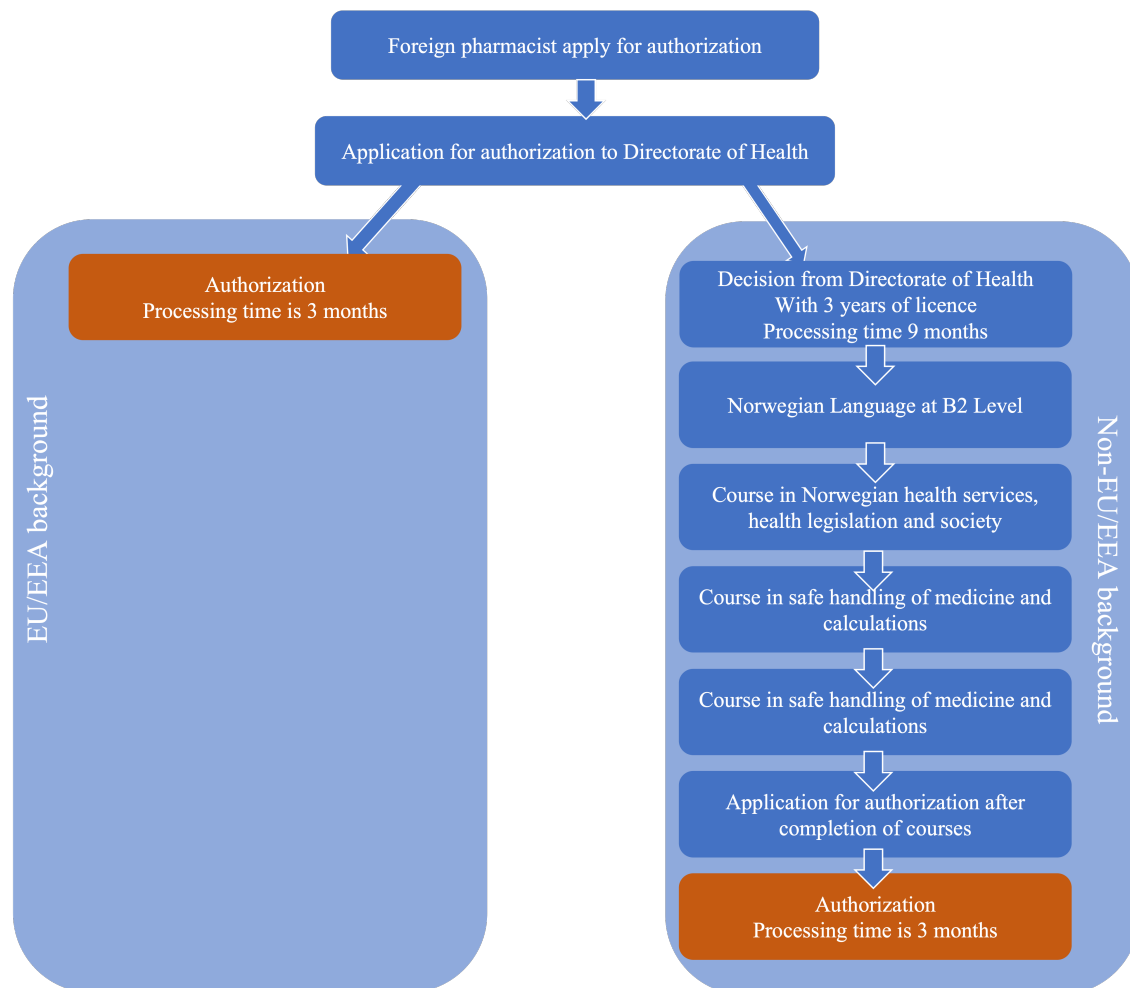 Foreign pharmacist apply for authorization
Application for authorization to Directorate of Health
EU/EEA background
Authorization
Processing time is 3 months
Non-EU/EEA background
Decision from Directorate of Health
With 3 years of licence
Processing time 9 months
Norwegian Language at B2 Level
Course in Norwegian health services,
health legislation and society
Course in safe handling of medicine and
calculations
Course in safe handling of medicine and
calculations
Application for authorization after
completion of courses
Authorization
Processing time is 3 months